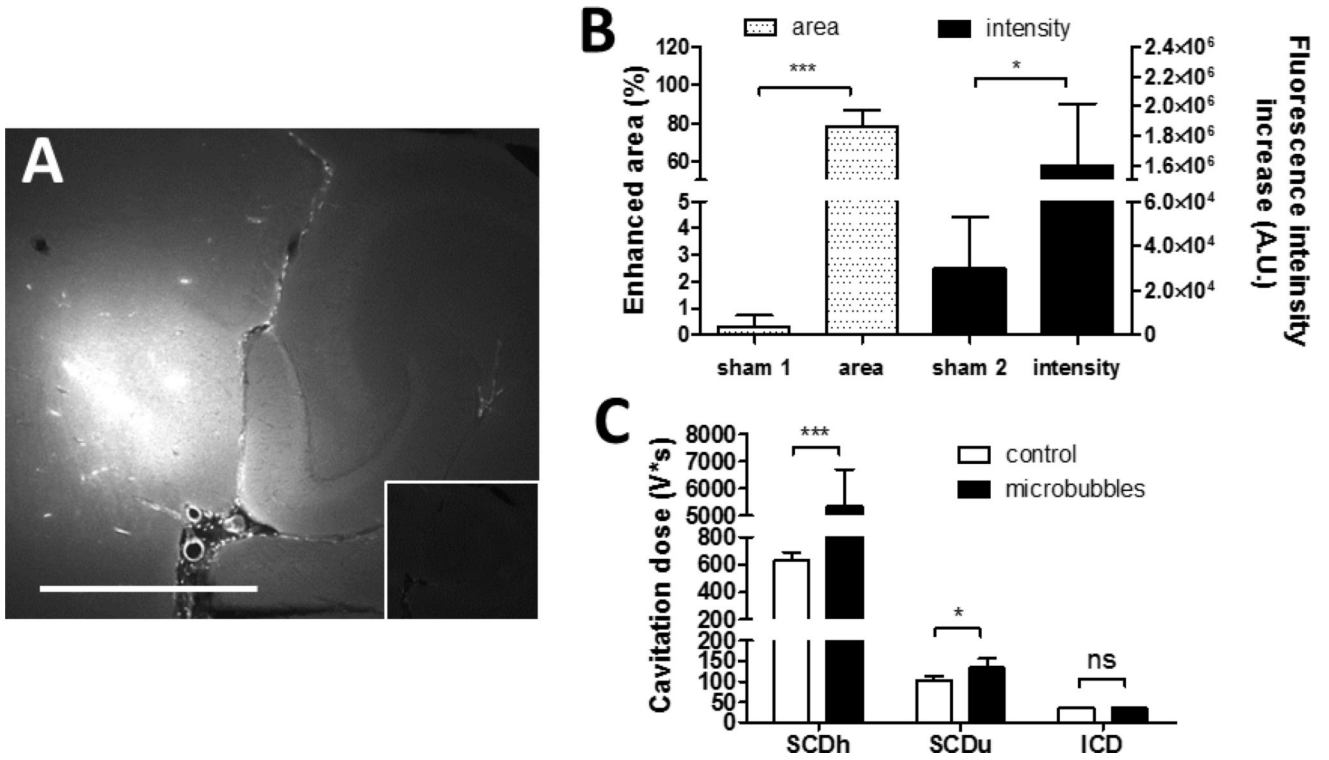 A
B
area
intensity
Enhanced area (%)
120
100
80
60
5
4
3
2
1
0
***
*
2.4×10⁶
2.2×10⁶
2.0×10⁶
1.8×10⁶
1.6×10⁶
6.0×10⁴
4.0×10⁴
2.0×10⁴
0
Fluorescence inteinsity
increase (A.U.)
sham 1 area sham 2 intensity
C
control
microbubbles
Cavitation dose (V*s)
8000
7000
6000
5000
800
600
400
200
200
150
100
50
0
***
*
ns
SCDh SCDu ICD